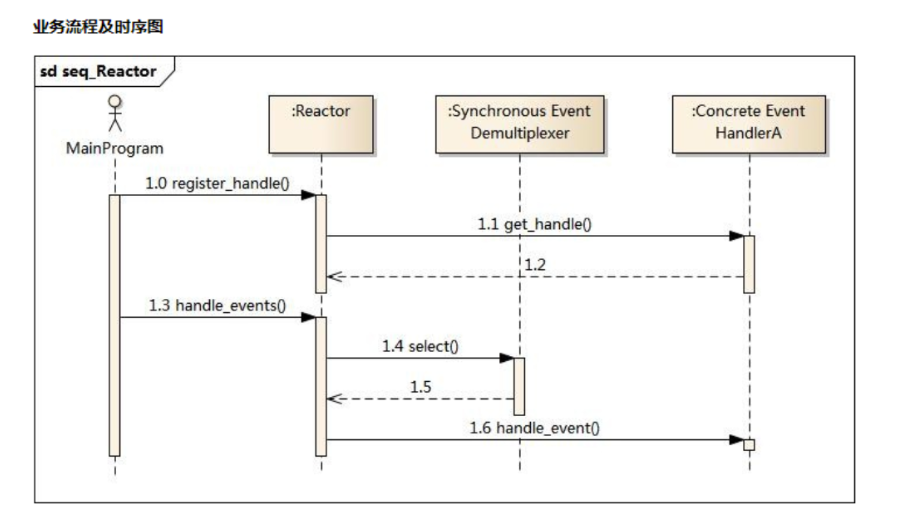 业务流程及时序图
sd seq_Reactor
MainProgram
:Reactor
:Synchronous Event
Demultiplexer
:Concrete Event
HandlerA
1.0 register_handle()
1.1 get_handle()
1.2
1.3 handle_events()
1.4 select()
1.5
1.6 handle_event()